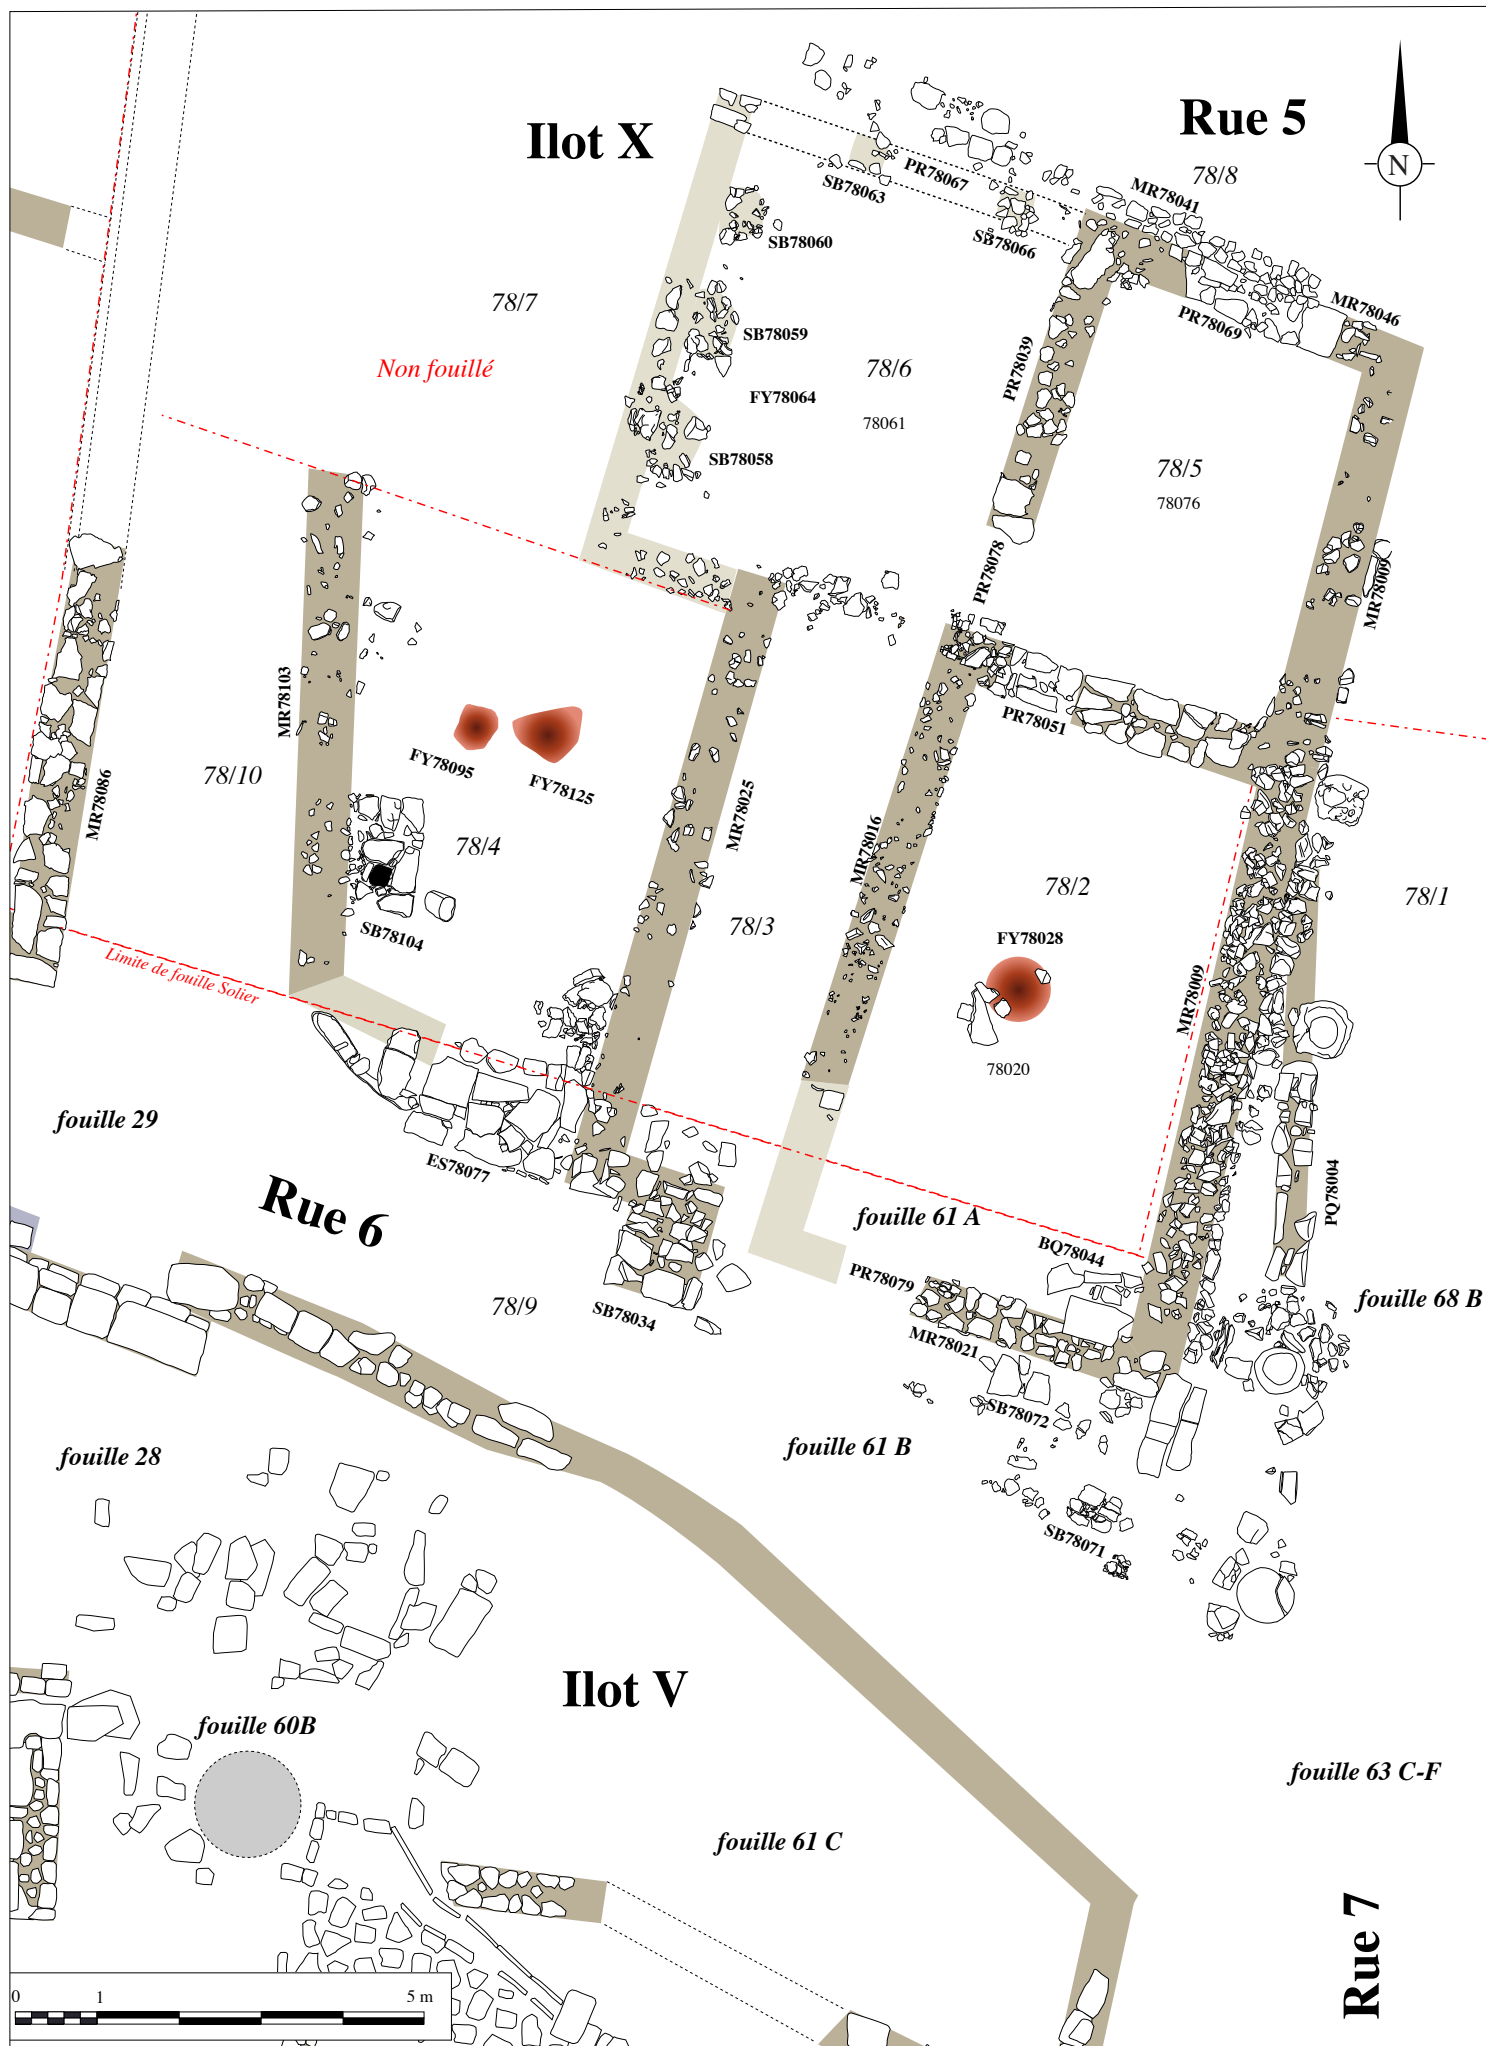 Rue 5
Ilot X
N
78/8
PR78067
MR78041
SB78063
SB78060
SB78066
78/7
MR78046
PR78069
SB78059
PR78039
Non fouillé
78/6
FY78064
78061
SB78058
78/5
78076
PR78078
MR78009
MR78103
PR78051
FY78095
FY78125
78/10
MR78086
MR78025
78/4
MR78016
78/2
78/1
SB78104
78/3
FY78028
Limite de fouille Solier
MR78009
78020
fouille 29
ES78077
PQ78004
Rue 6
fouille 61 A
BQ78044
PR78079
78/9
SB78034
fouille 68 B
MR78021
SB78072
fouille 28
fouille 61 B
SB78071
Ilot V
fouille 60B
fouille 63 C-F
fouille 61 C
Rue 7
0 1 5 m